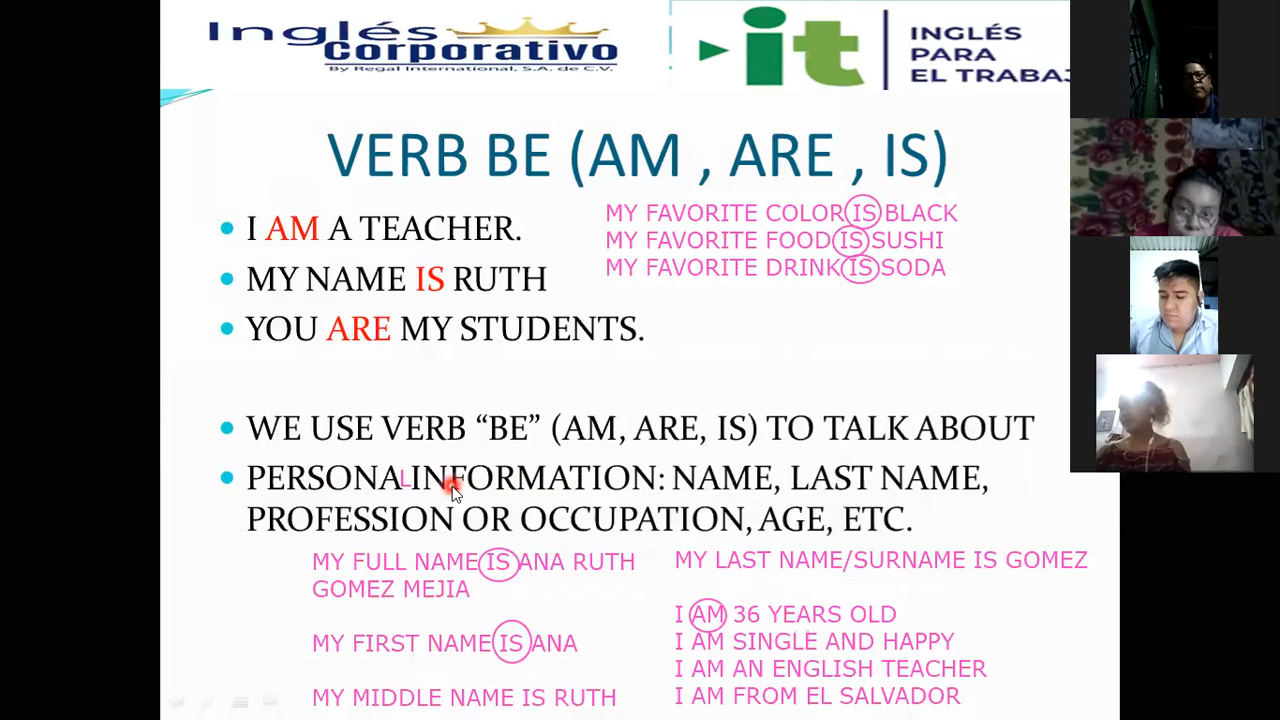 Inglés
Corporativo
By Regal International, S.A. de C.V.
it
INGLÉS
PARA
EL TRABAJ
VERB BE (AM , ARE , IS)
I AM A TEACHER.
MY NAME IS RUTH
YOU ARE MY STUDENTS.
MY FAVORITE COLOR IS BLACK
MY FAVORITE FOOD IS SUSHI
MY FAVORITE DRINK IS SODA
WE USE VERB “BE” (AM, ARE, IS) TO TALK ABOUT
PERSONAL INFORMATION: NAME, LAST NAME,
PROFESSION OR OCCUPATION, AGE, ETC.
MY FULL NAME IS ANA RUTH
GOMEZ MEJIA
MY FIRST NAME IS ANA
MY MIDDLE NAME IS RUTH
MY LAST NAME/SURNAME IS GOMEZ
I AM 36 YEARS OLD
I AM SINGLE AND HAPPY
I AM AN ENGLISH TEACHER
I AM FROM EL SALVADOR